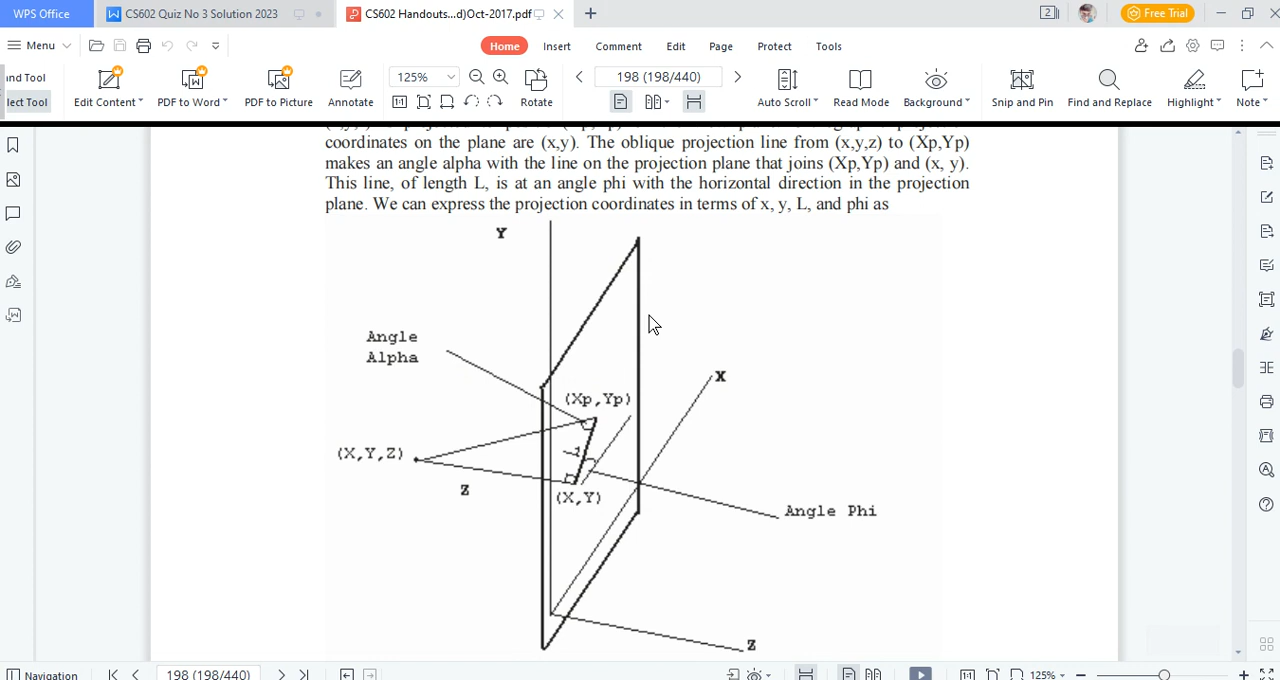 WPS Office
CS602 Quiz No 3 Solution 2023
CS602 Handouts...d)Oct-2017.pdf
2
Free Trial
Menu
Home
Insert
Comment
Edit
Page
Protect
Tools
and Tool
lect Tool
Edit Content
PDF to Word
PDF to Picture
Annotate
125%
Rotate
198 (198/440)
Auto Scroll
Read Mode
Background
Snip and Pin
Find and Replace
Highlight
Note
coordinates on the plane are (x,y). The oblique projection line from (x,y,z) to (Xp,Yp)
makes an angle alpha with the line on the projection plane that joins (Xp,Yp) and (x, y).
This line, of length L, is at an angle phi with the horizontal direction in the projection
plane. We can express the projection coordinates in terms of x, y, L, and phi as
Y
Angle
Alpha
X
(Xp,Yp)
(X,Y,Z)
L
Z
(X,Y)
Angle Phi
Z
Navigation
198 (198/440)
125%